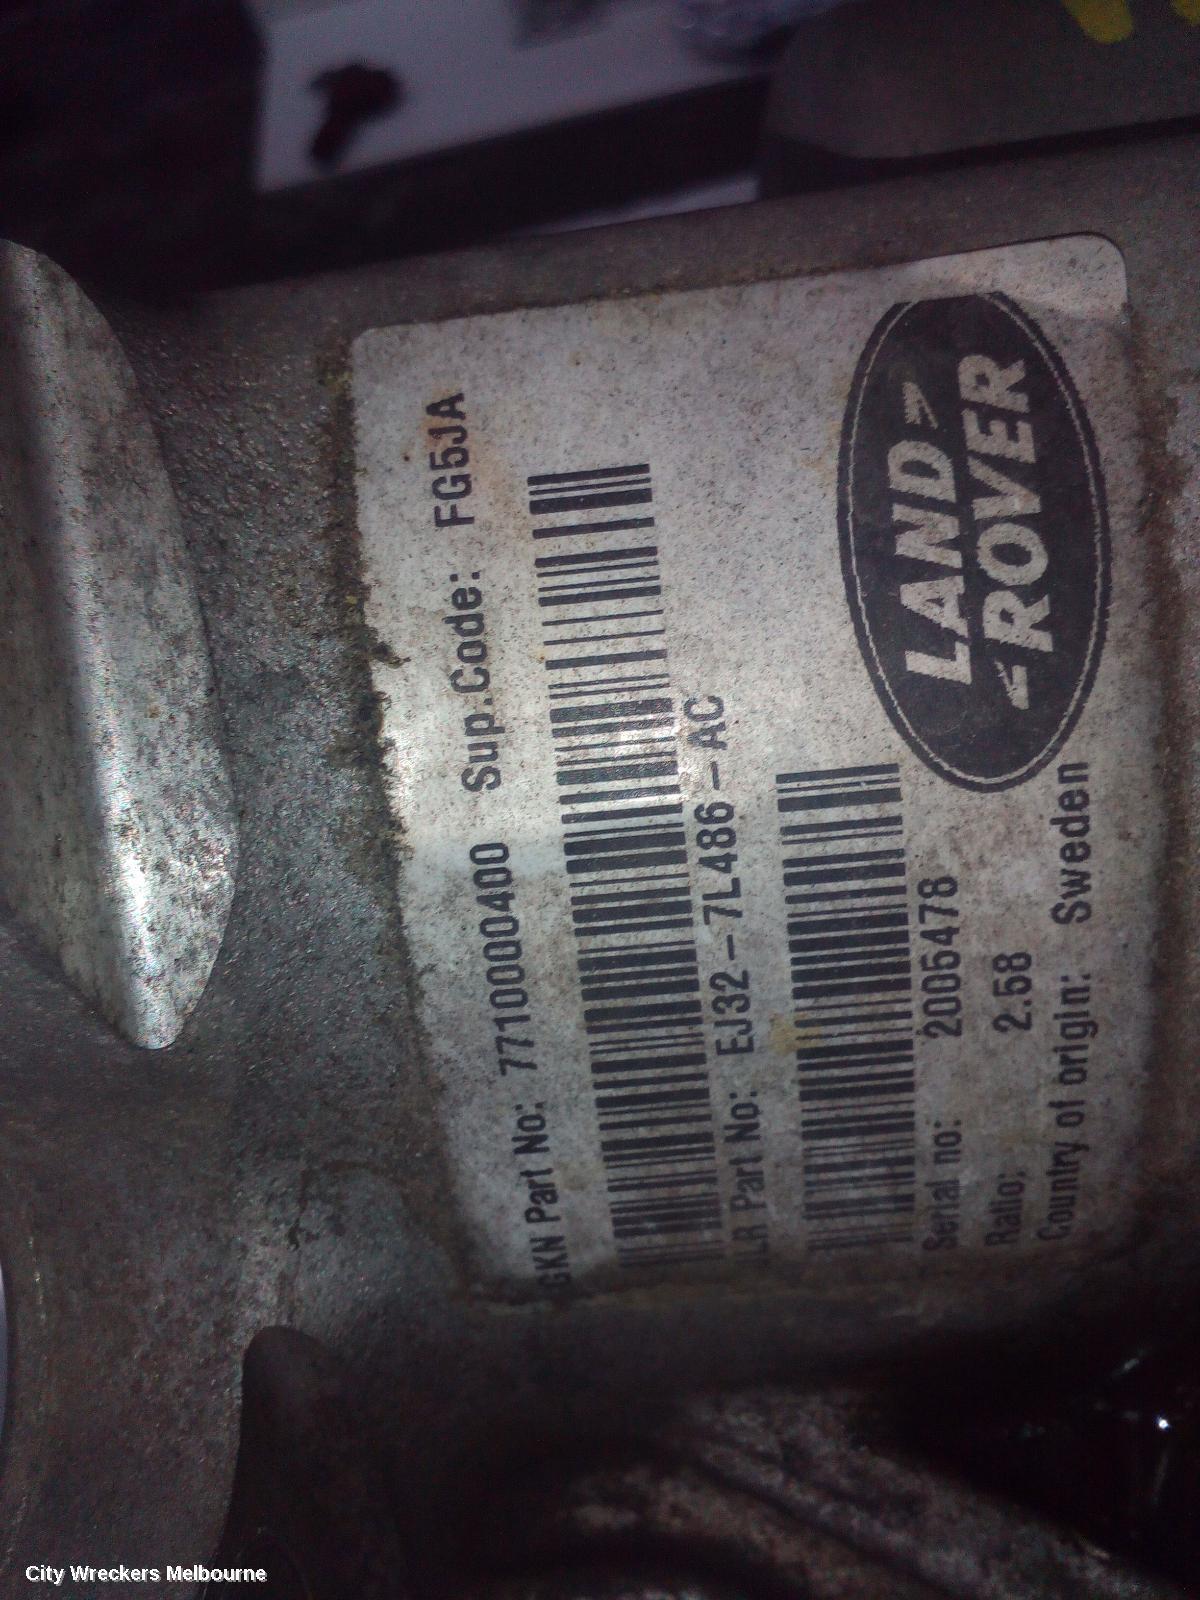 GKN Part No: 771000400 Sup.Code: FG5JA
LR Part No: EJ32-7L486-AC
Serial no: 2005478
Ratio: 2.58
Country of origin: Sweden
LAND
ROVER
City Wreckers Melbourne